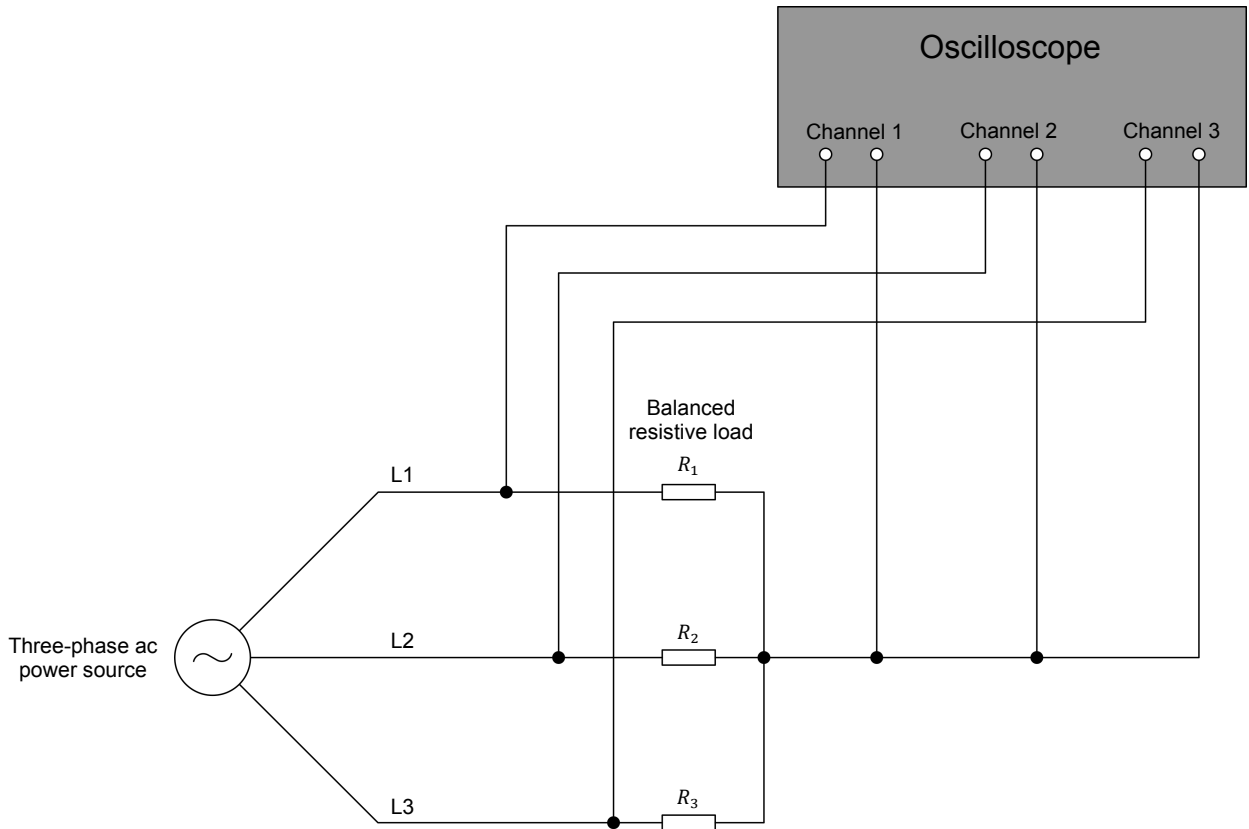 Oscilloscope
Channel 1
Channel 2
Channel 3
Balanced
resistive load
R₁
L1
Three-phase ac
power source
L2
R₂
L3
R₃